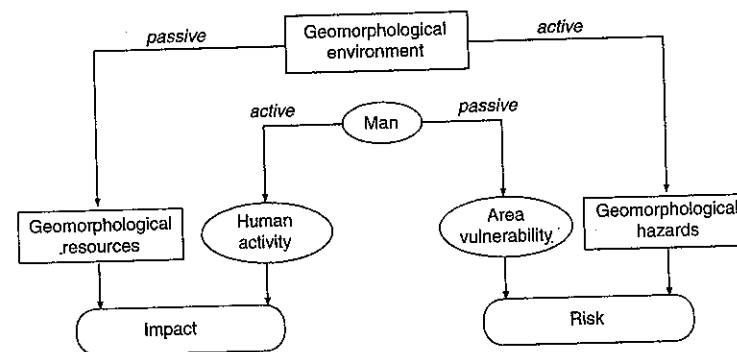 passive
Geomorphological
environment
active
active
Man
passive
Geomorphological
resources
Human
activity
Area
vulnerability
Geomorphological
hazards
Impact
Risk